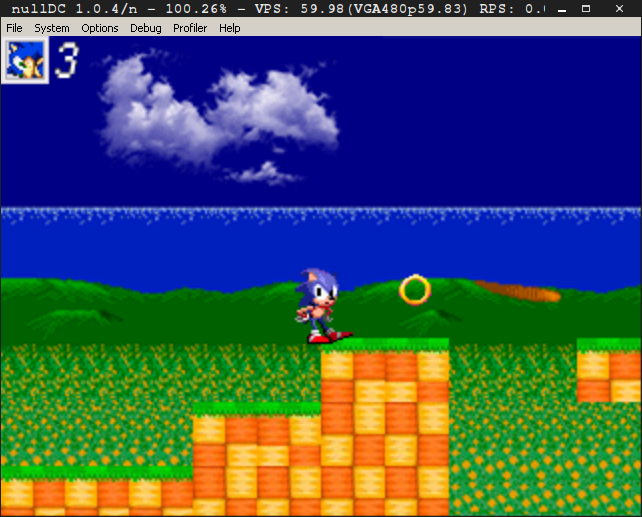 nullDC 1.0.4/n - 100.26% - VPS: 59.98(VGA480p59.83) RPS: 0.
File System Options Debug Profiler Help
3